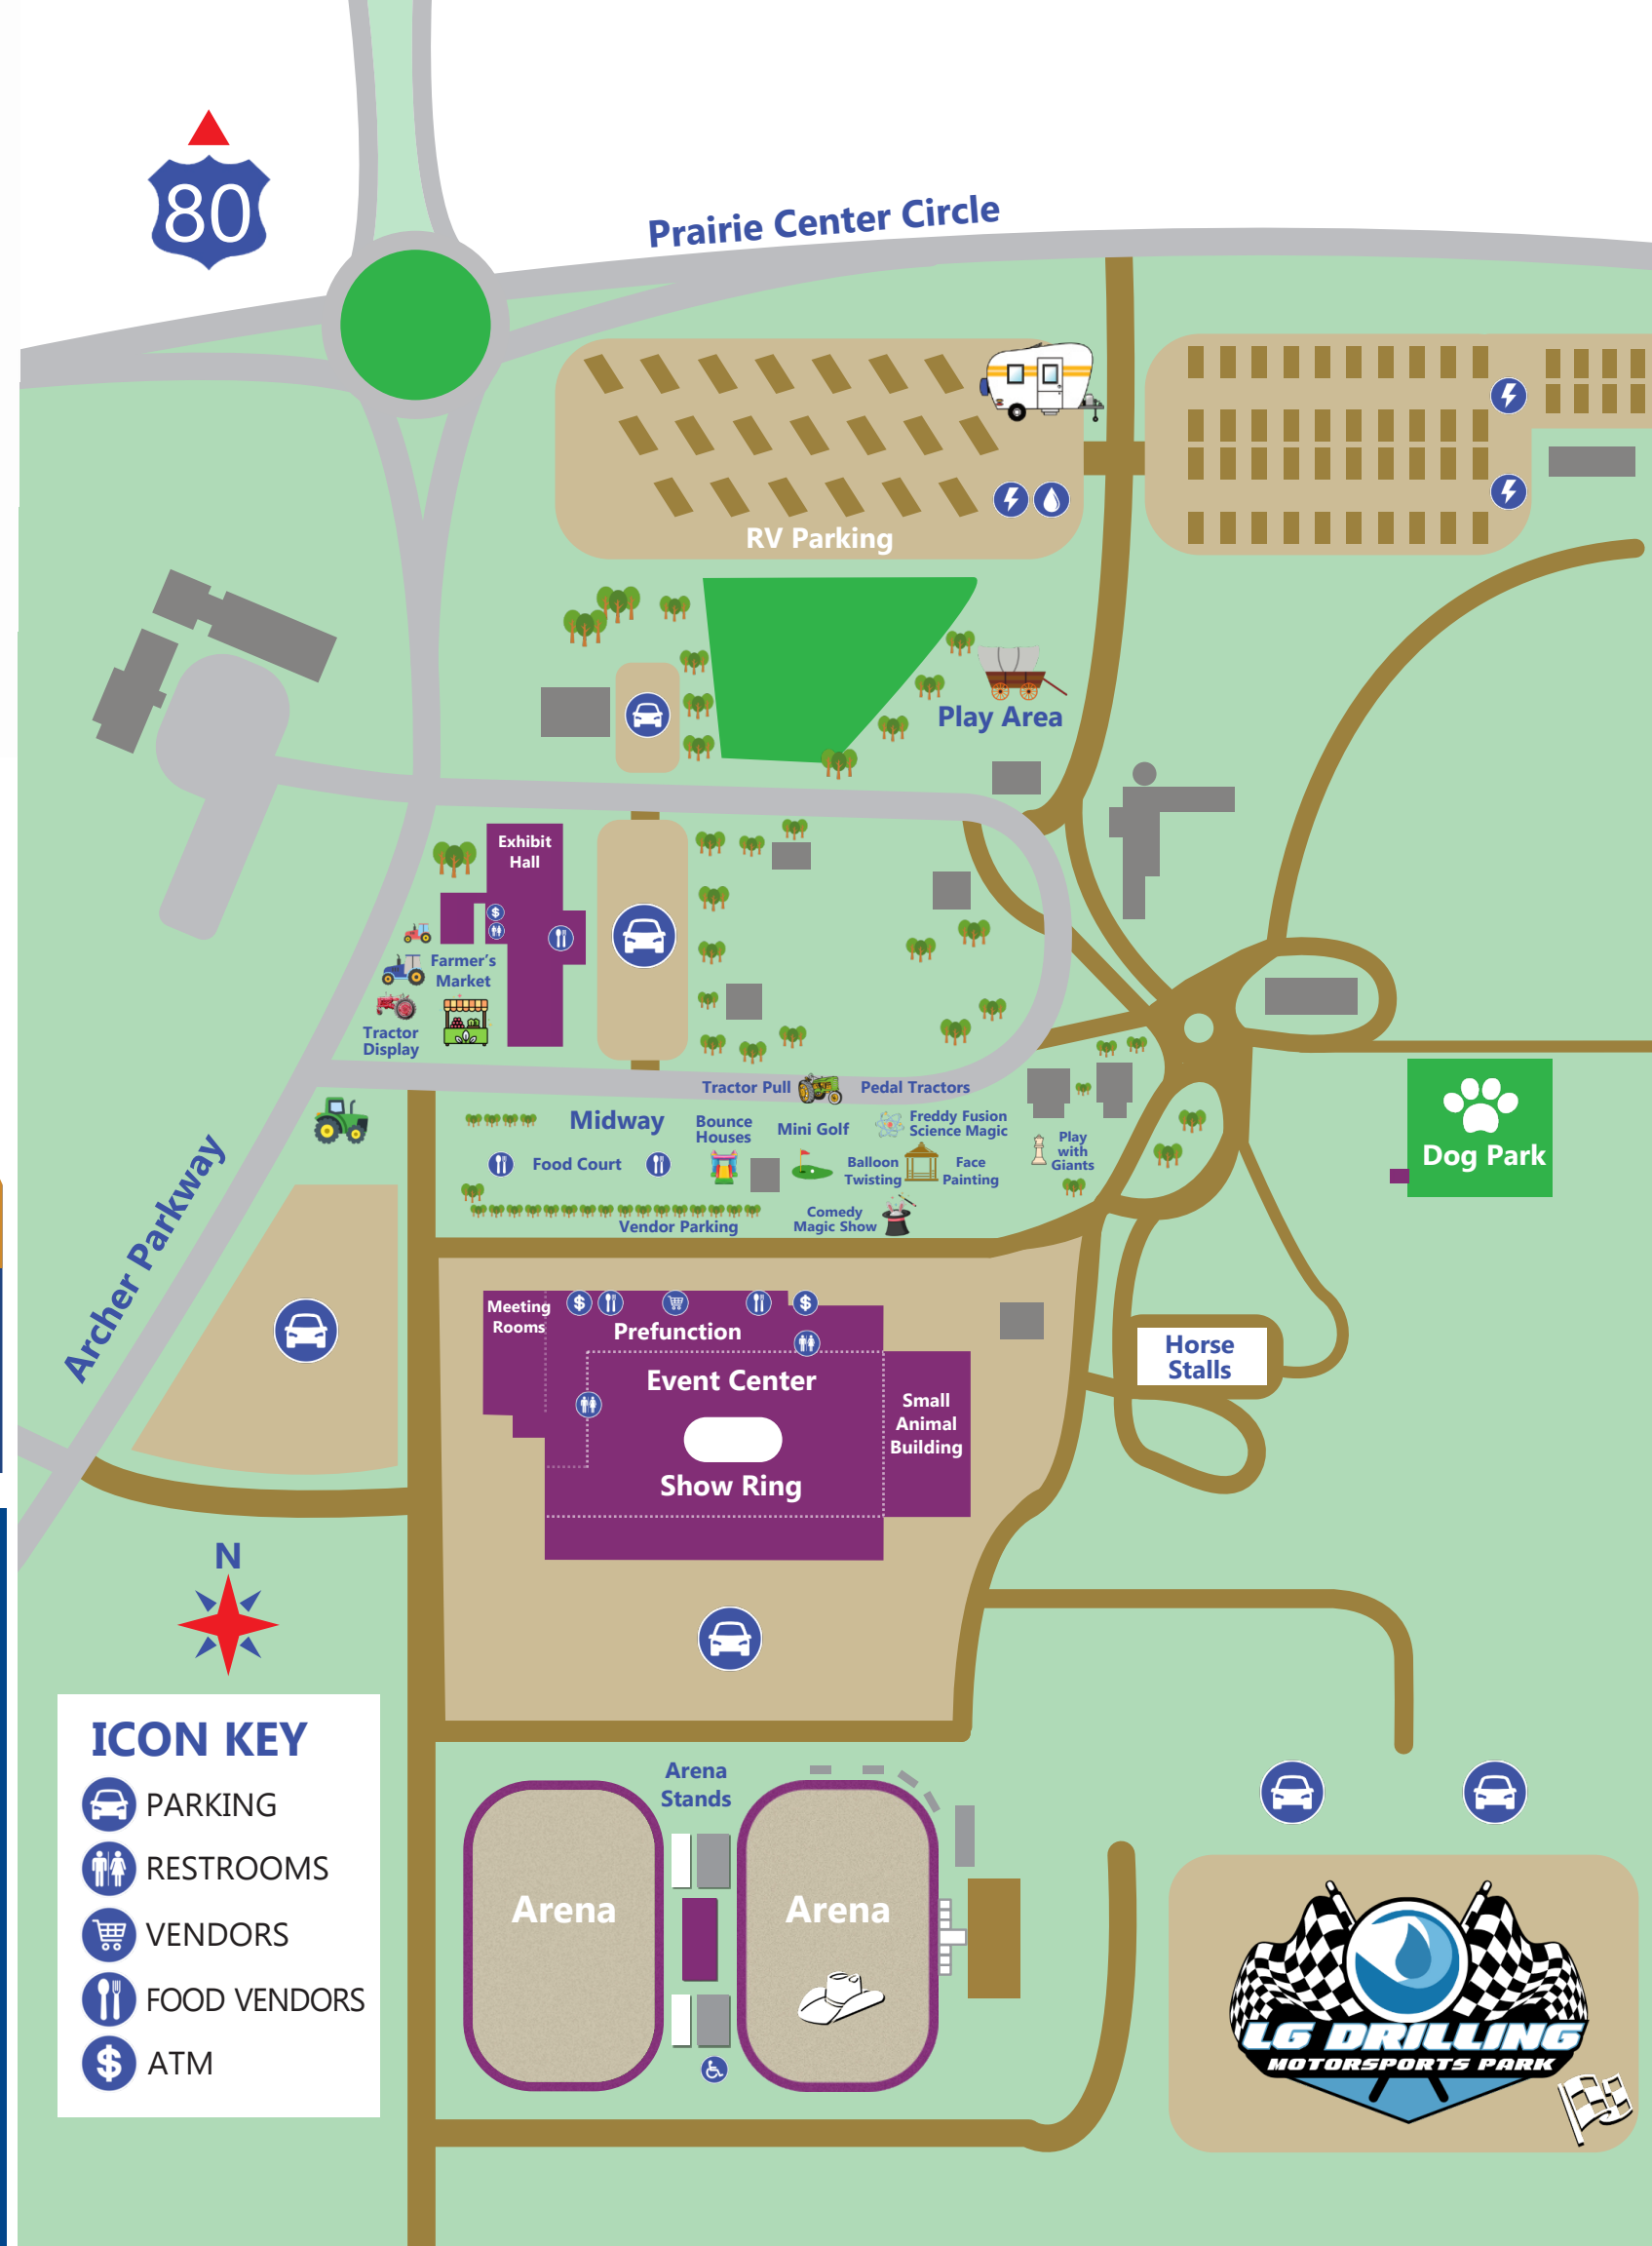 80
Prairie Center Circle
RV Parking
Play Area
Exhibit
Hall
$
Farmer's
Market
Tractor
Display
Tractor Pull
Pedal Tractors
Midway
Bounce
Houses
Mini Golf
Freddy Fusion
Science Magic
Food Court
Balloon
Twisting
Face
Painting
Play
with
Giants
Comedy
Magic Show
Vendor Parking
Dog Park
Archer Parkway
Meeting
Rooms
$
$
Prefunction
Event Center
Show Ring
Small
Animal
Building
Horse
Stalls
N
ICON KEY
PARKING
RESTROOMS
VENDORS
FOOD VENDORS
$ ATM
Arena
Stands
Arena
Arena
LG DRILLING
MOTORSPORTS PARK